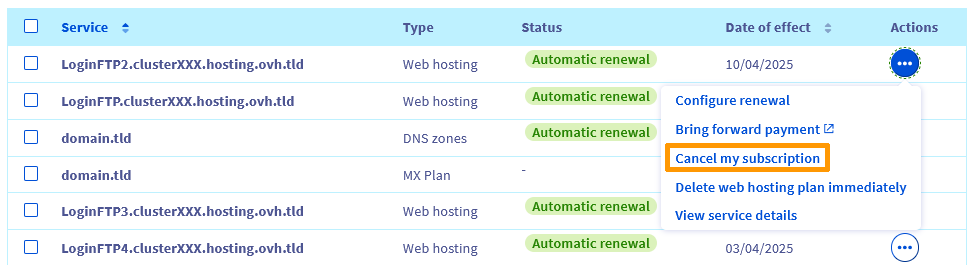 Service Type Status Date of effect Actions
LoginFTP2.clusterXXX.hosting.ovh.tld Web hosting Automatic renewal 10/04/2025
LoginFTP.clusterXXX.hosting.ovh.tld Web hosting Automatic renewal
Configure renewal
domain.tld DNS zones Automatic renewal
Bring forward payment
Cancel my subscription
domain.tld MX Plan -
Delete web hosting plan immediately
LoginFTP3.clusterXXX.hosting.ovh.tld Web hosting Automatic renewal
View service details
LoginFTP4.clusterXXX.hosting.ovh.tld Web hosting Automatic renewal 03/04/2025